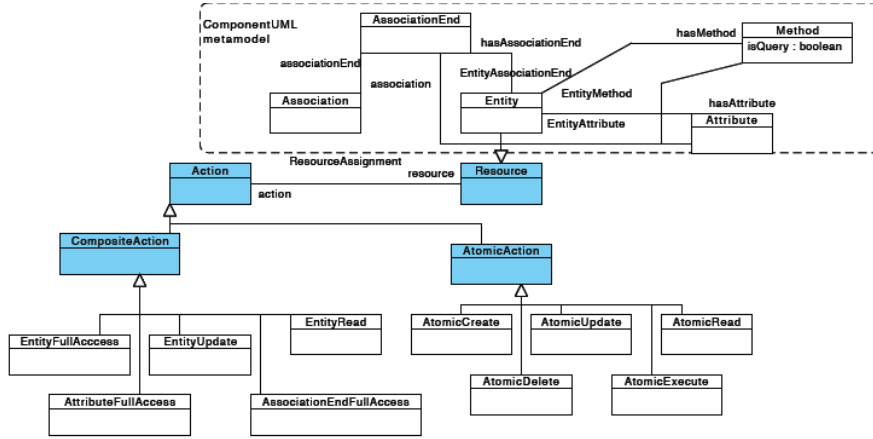 ComponentUML
metamodel
AssociationEnd
hasAssociationEnd
hasMethod
Method
isQuery : boolean
associationEnd
association
EntityAssociationEnd
Association
Entity
EntityMethod
hasAttribute
EntityAttribute
Attribute
ResourceAssignment
Action
resource
Resource
action
CompositeAction
AtomicAction
EntityFullAcccess
EntityUpdate
EntityRead
AtomicCreate
AtomicUpdate
AtomicRead
AttributeFullAccess
AssociationEndFullAccess
AtomicDelete
AtomicExecute